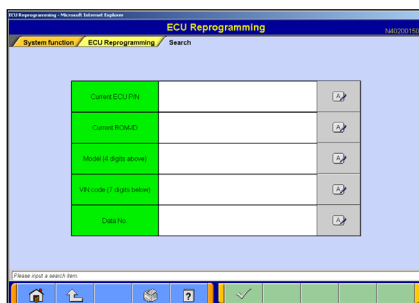 ECU Reprogramming - Microsoft Internet Explorer
ECU Reprogramming
N40200150
System function ECU Reprogramming Search
Current ECU P/N
Current ROM-ID
Model (4 digits above)
VIN code (7 digits below)
Data No.
Please input a search item.